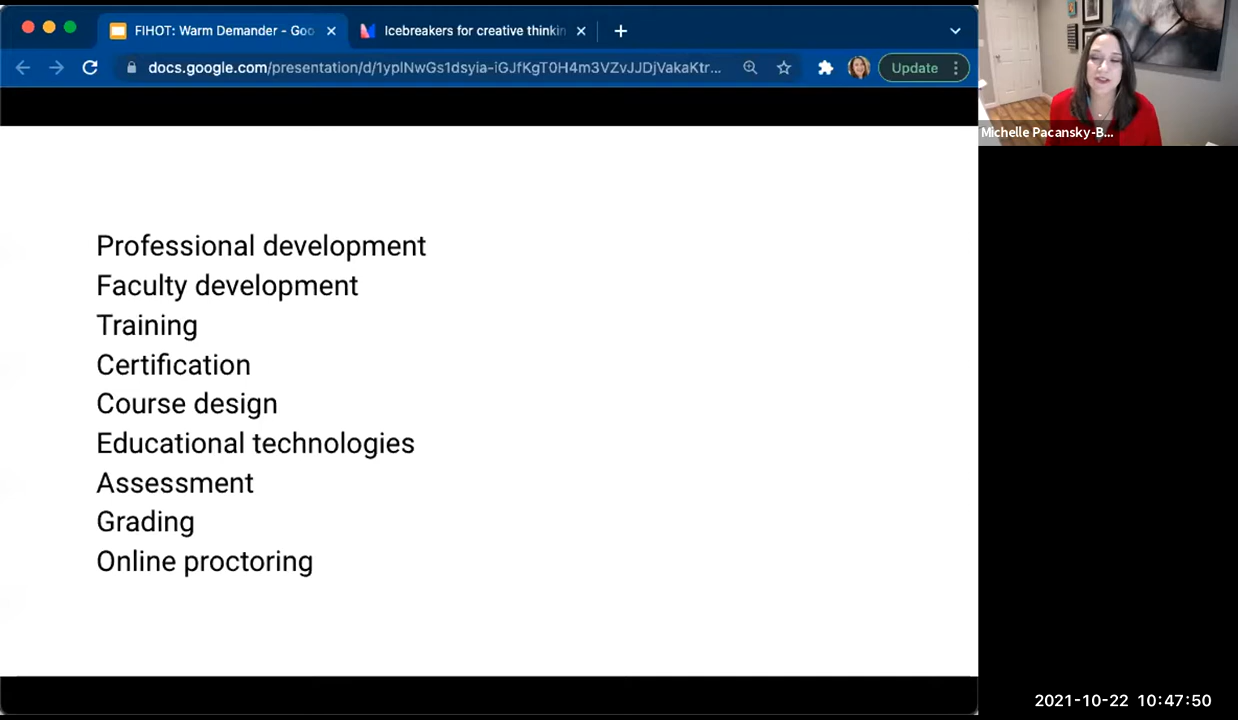 FIHOT: Warm Demander - Goo
Icebreakers for creative thinkin
docs.google.com/presentation/d/1yplNwGs1dsyia-iGJfKgT0H4m3VZvJJDjVakaKtr...
Update
Michelle Pacansky-B...
Professional development
Faculty development
Training
Certification
Course design
Educational technologies
Assessment
Grading
Online proctoring
2021-10-22 10:47:50